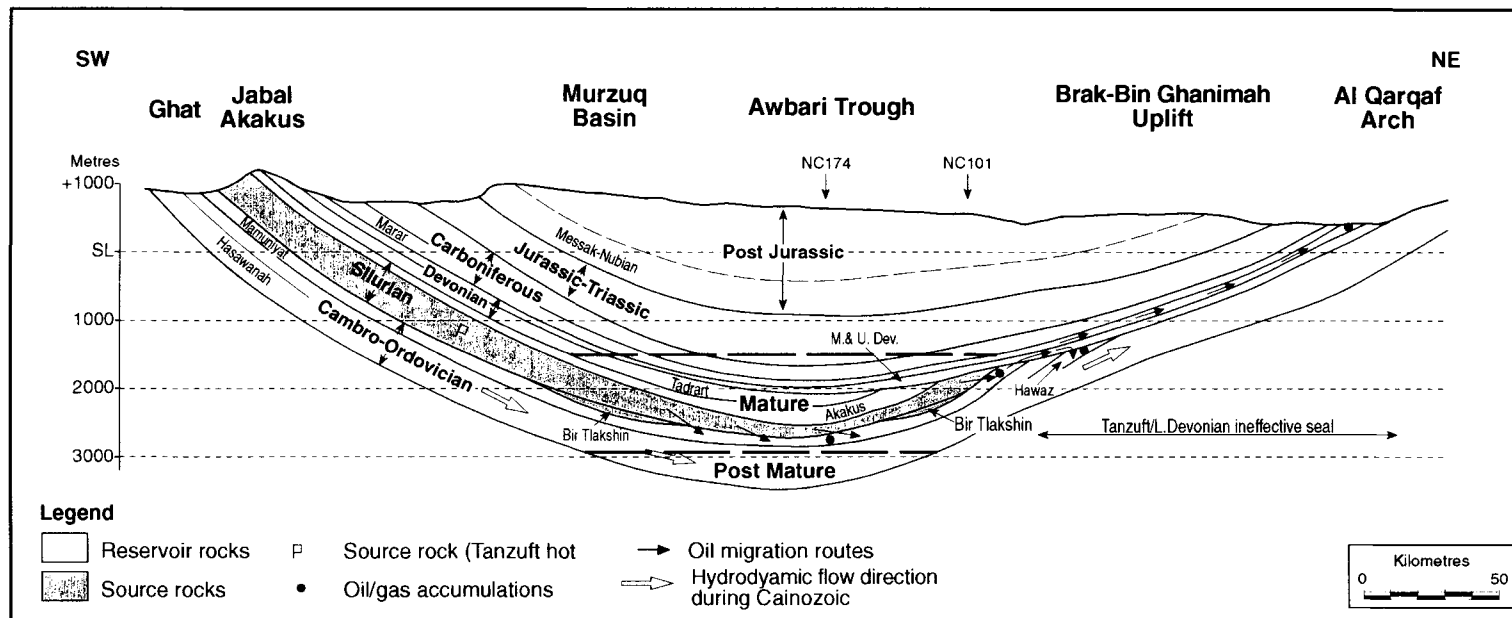 SW
NE
Ghat
Jabal
Akakus
Murzuq
Basin
Awbari Trough
Brak-Bin Ghanimah
Uplift
Al Qarqaf
Arch
Metres
+1000
SL
1000
2000
3000
NC174
NC101
Mamuniyat
Hasawanah
Silurian
Cambro-Ordovician
Marar
Carboniferous
Devonian
Jurassic-Triassic
Messak-Nubian
Post Jurassic
M.& U. Dev.
Tadrart
Mature
Akakus
Bir Tlakshin
Bir Tlakshin
Hawaz
Tanzuft/L.Devonian ineffective seal
Post Mature
P
Legend
Reservoir rocks
P Source rock (Tanzuft hot
Oil migration routes
Source rocks
Oil/gas accumulations
Hydrodyamic flow direction
during Cainozoic
Kilometres
0 50